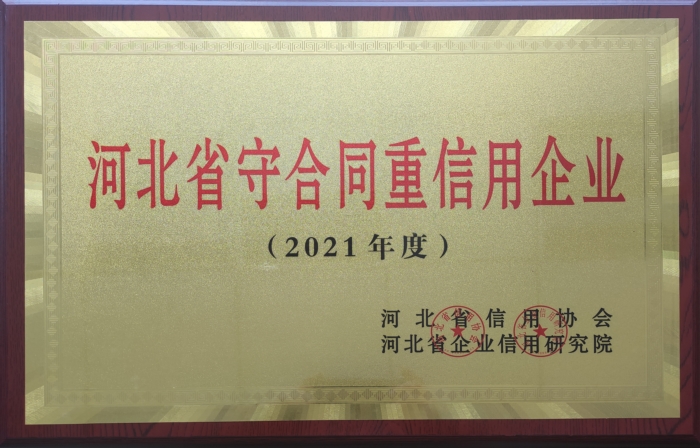 河北省守合同重信用企业
（2021年度）
河北省信用协会
河北省企业信用研究院